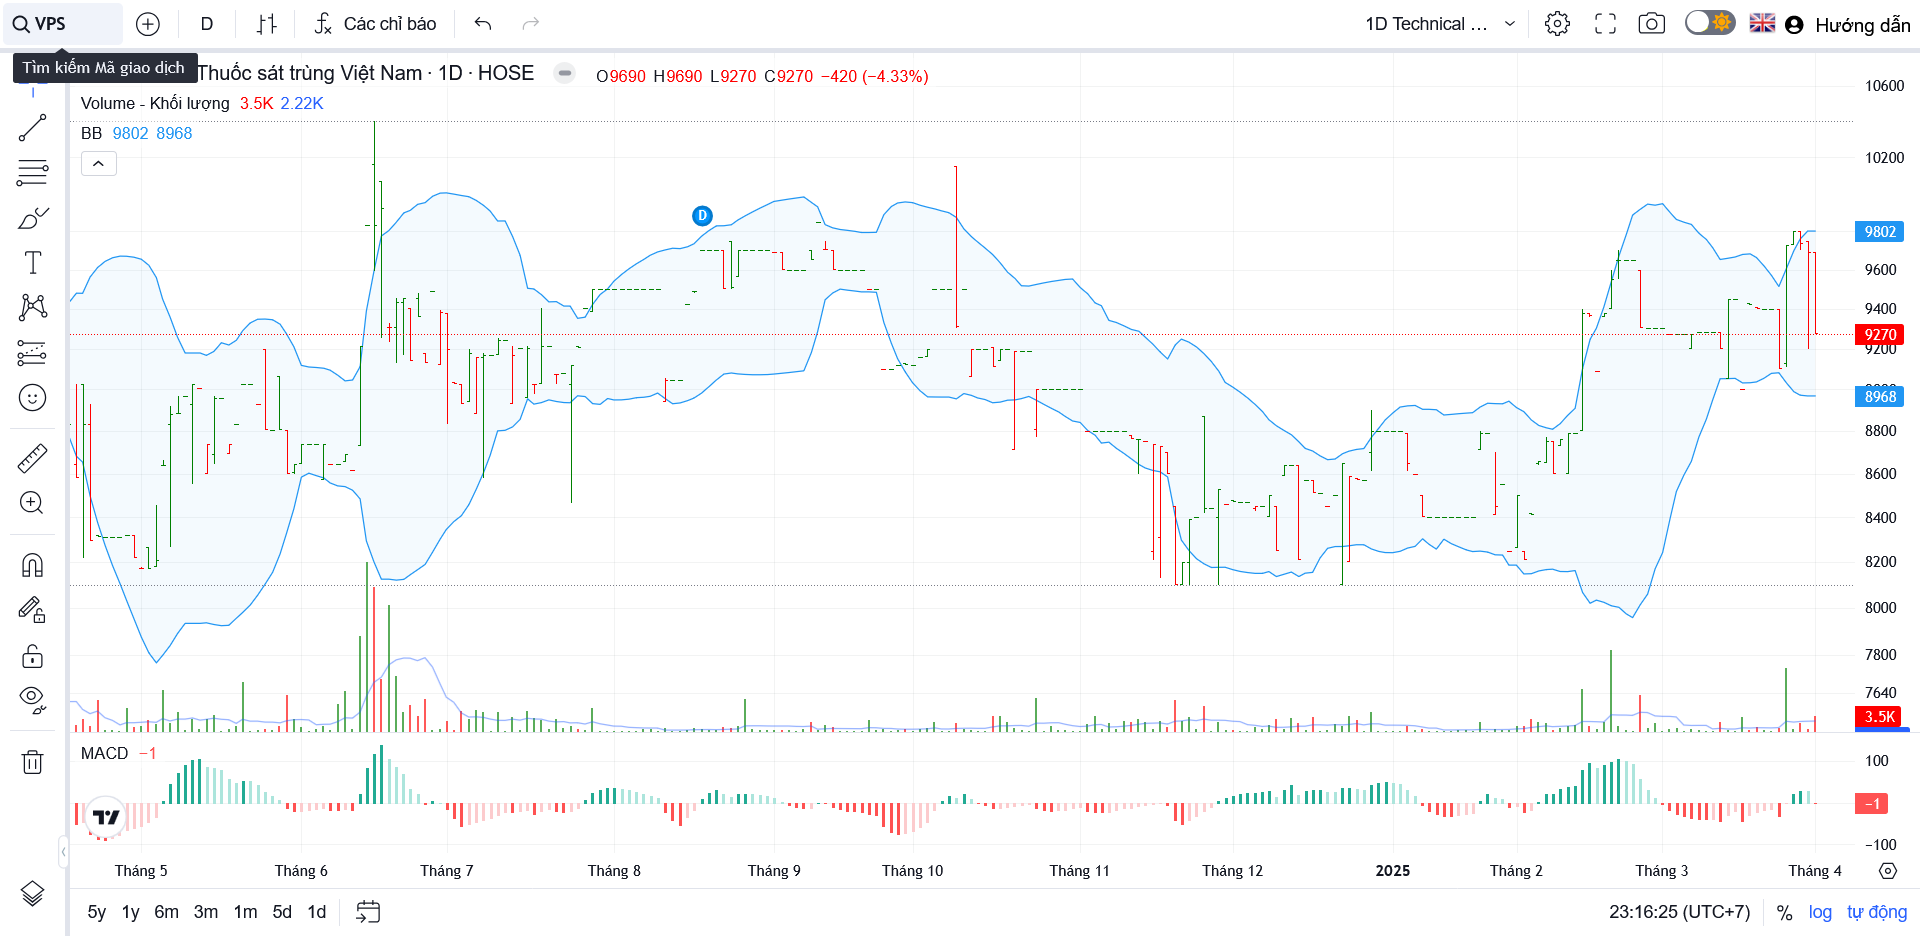 VPS
D
Các chỉ báo
1D Technical ...
Hướng dẫn
Tìm kiếm Mã giao dịch
Thuốc sát trùng Việt Nam · 1D · HOSE
O9690 H9690 L9270 C9270 −420 (−4.33%)
Volume - Khối lượng 3.5K 2.22K
BB 9802 8968
D
10600
10200
9802
9600
9400
9270
9200
8968
8800
8600
8400
8200
8000
7800
7640
3.5K
MACD −1
100
−1
−100
Tháng 5 Tháng 6 Tháng 7 Tháng 8 Tháng 9 Tháng 10 Tháng 11 Tháng 12 2025 Tháng 2 Tháng 3 Tháng 4
5y 1y 6m 3m 1m 5d 1d
23:16:25 (UTC+7) % log tự động